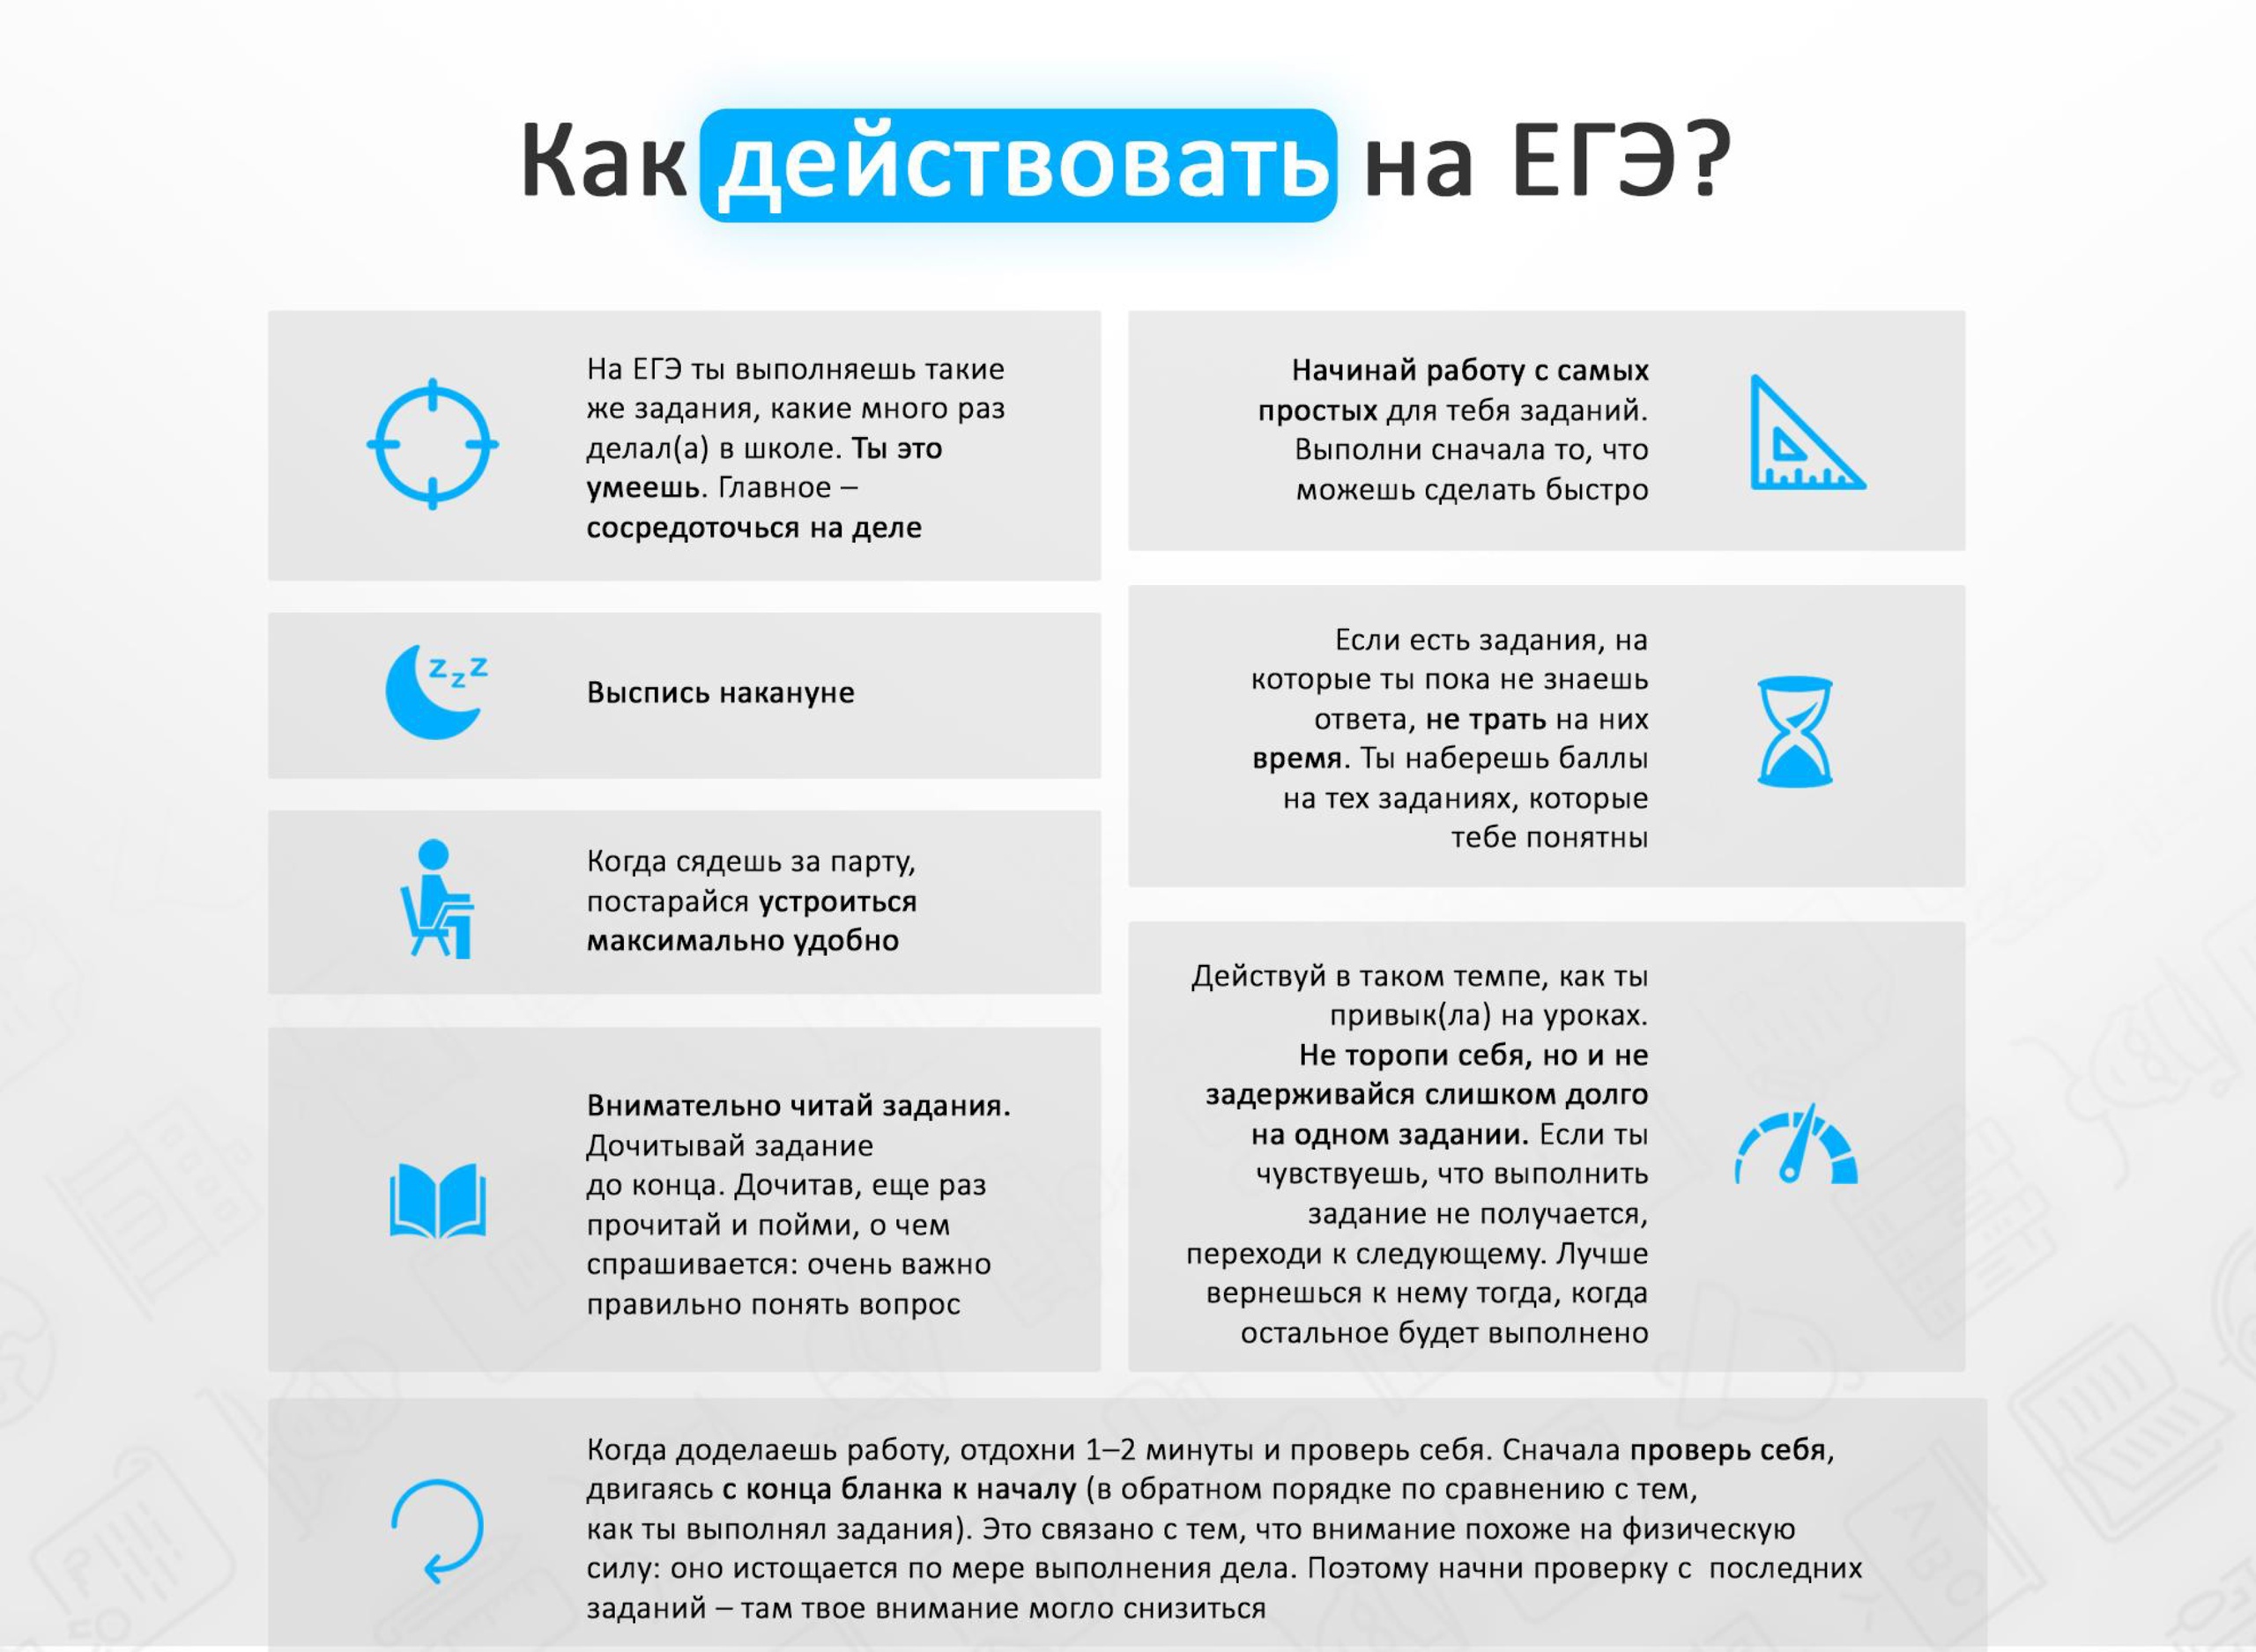 Как действовать на ЕГЭ?
На ЕГЭ ты выполняешь такие
же задания, какие много раз
делал(а) в школе. Ты это
умеешь. Главное –
сосредоточься на деле
z z z
Выспись накануне
Когда сядешь за парту,
постарайся устроиться
максимально удобно
Внимательно читай задания.
Дочитывай задание
до конца. Дочитав, еще раз
прочитай и пойми, о чем
спрашивается: очень важно
правильно понять вопрос
Начинай работу с самых
простых для тебя заданий.
Выполни сначала то, что
можешь сделать быстро
Если есть задания, на
которые ты пока не знаешь
ответа, не трать на них
время. Ты наберешь баллы
на тех заданиях, которые
тебе понятны
Действуй в таком темпе, как ты
привык(ла) на уроках.
Не торопи себя, но и не
задерживайся слишком долго
на одном задании. Если ты
чувствуешь, что выполнить
задание не получается,
переходи к следующему. Лучше
вернешься к нему тогда, когда
остальное будет выполнено
Когда доделаешь работу, отдохни 1–2 минуты и проверь себя. Сначала проверь себя,
двигаясь с конца бланка к началу (в обратном порядке по сравнению с тем,
как ты выполнял задания). Это связано с тем, что внимание похоже на физическую
силу: оно истощается по мере выполнения дела. Поэтому начни проверку с последних
заданий – там твое внимание могло снизиться